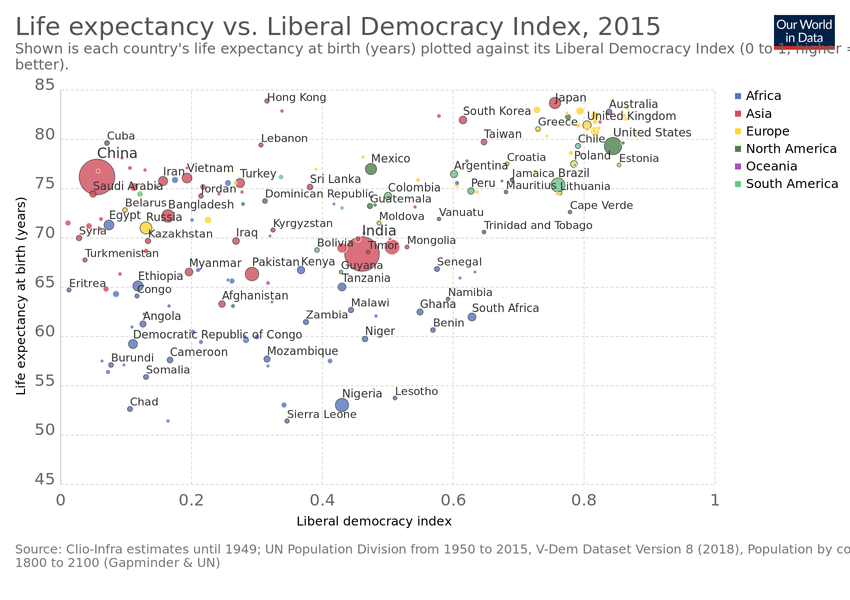 Life expectancy vs. Liberal Democracy Index, 2015
Our World
in Data
Shown is each country's life expectancy at birth (years) plotted against its Liberal Democracy Index (0 to 1; higher =
better).
85
80
75
70
65
60
55
50
45
Life expectancy at birth (years)
0
0.2
0.4
0.6
0.8
1
Liberal democracy index
Africa
Asia
Europe
North America
Oceania
South America
Hong Kong
Japan
Australia
South Korea
Greece
United Kingdom
Cuba
Lebanon
Taiwan
Chile
United States
China
Mexico
Croatia
Poland
Estonia
Iran
Vietnam
Turkey
Sri Lanka
Argentina
Jamaica
Brazil
Saudi Arabia
Jordan
Dominican Republic
Colombia
Peru
Mauritius
Lithuania
Belarus
Bangladesh
Guatemala
Cape Verde
Egypt
Russia
Moldova
Vanuatu
Syria
Kazakhstan
Iraq
Kyrgyzstan
India
Trinidad and Tobago
Turkmenistan
Bolivia
Timor
Mongolia
Myanmar
Pakistan
Kenya
Guyana
Senegal
Eritrea
Ethiopia
Congo
Tanzania
Afghanistan
Namibia
Angola
Zambia
Malawi
Ghana
South Africa
Democratic Republic of Congo
Niger
Benin
Burundi
Cameroon
Mozambique
Somalia
Chad
Nigeria
Lesotho
Sierra Leone
Source: Clio-Infra estimates until 1949; UN Population Division from 1950 to 2015, V-Dem Dataset Version 8 (2018), Population by co
1800 to 2100 (Gapminder & UN)